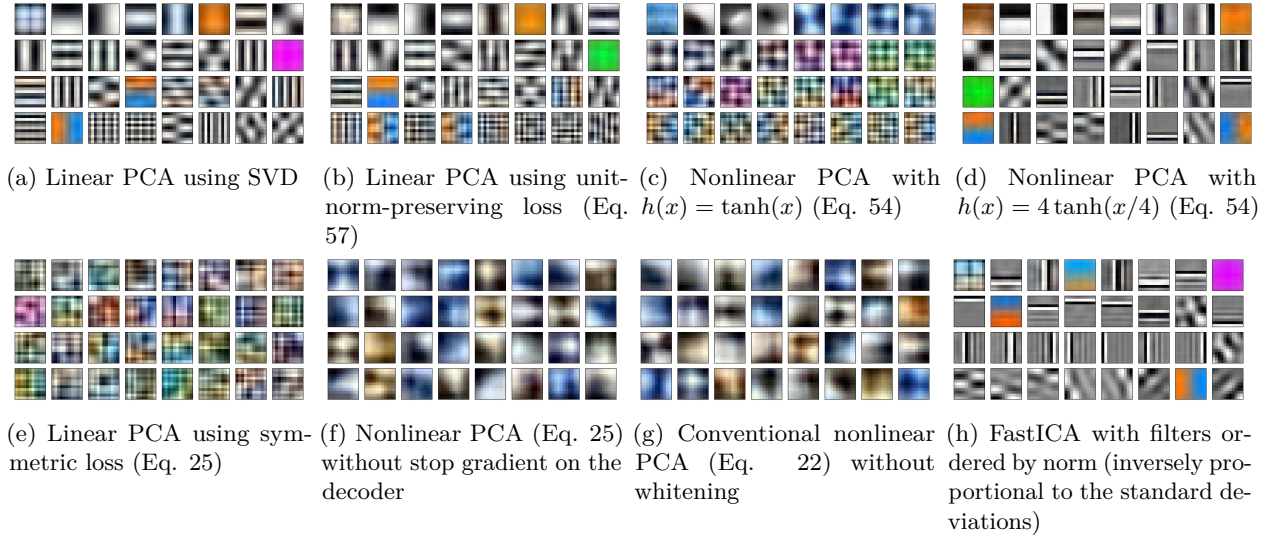 (a) Linear PCA using SVD
(b) Linear PCA using unit-
norm-preserving loss (Eq.
57)
(c) Nonlinear PCA with
h(x) = tanh(x) (Eq. 54)
(d) Nonlinear PCA with
h(x) = 4 tanh(x/4) (Eq. 54)
(e) Linear PCA using sym-
metric loss (Eq. 25)
(f) Nonlinear PCA (Eq. 25)
without stop gradient on the
decoder
(g) Conventional nonlinear
PCA (Eq. 22) without
whitening
(h) FastICA with filters or-
dered by norm (inversely pro-
portional to the standard de-
viations)